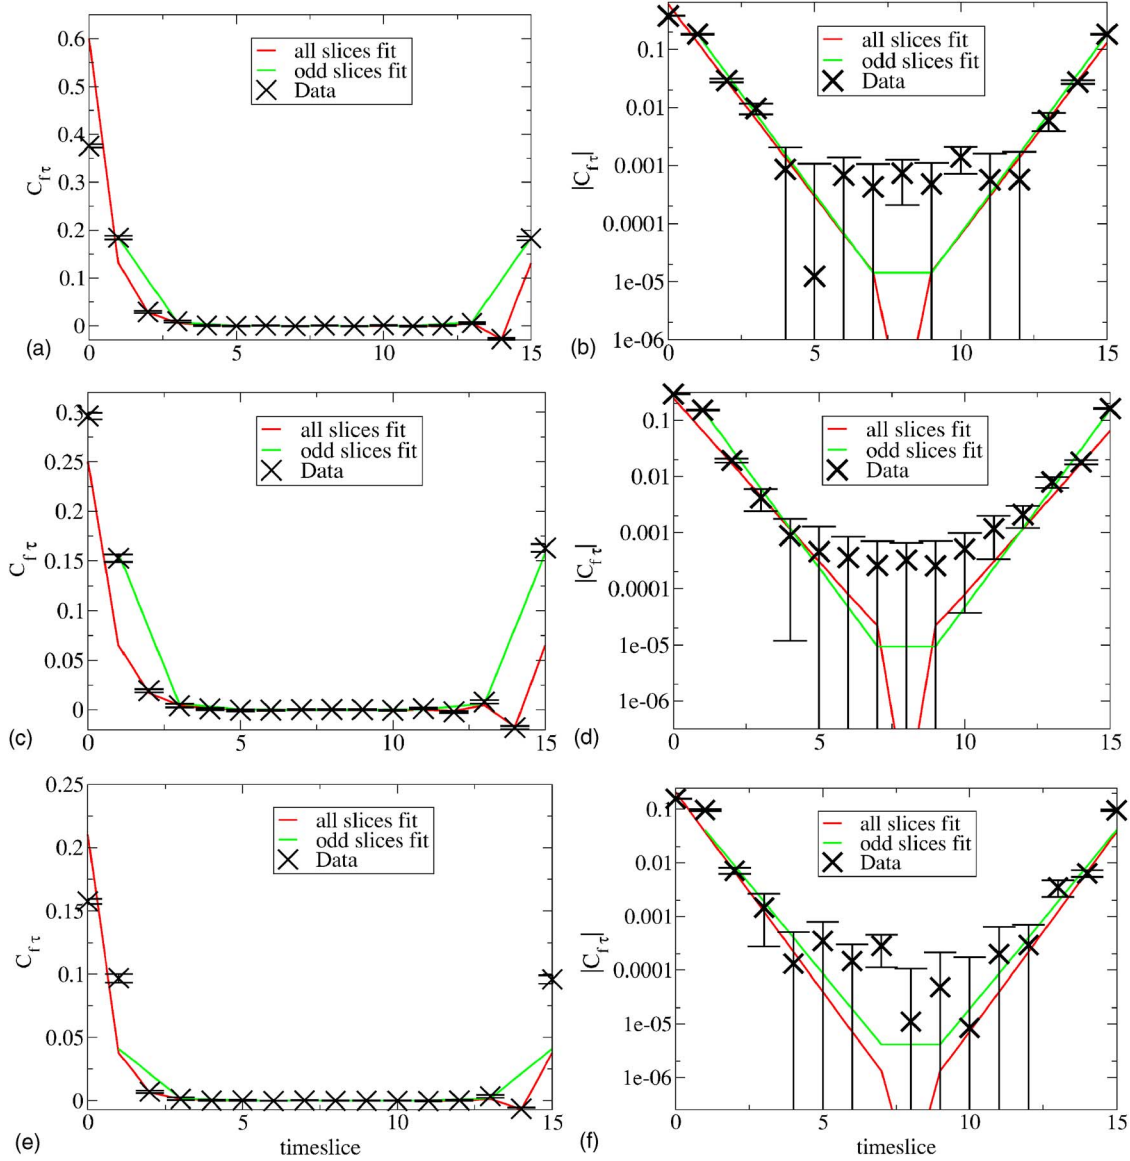 0.6
0.5
0.4
0.3
0.2
0.1
0
C_{f τ}
all slices fit
odd slices fit
Data
0
5
10
15
(a)
0.1
0.01
0.001
0.0001
1e-05
1e-06
|C_{f τ}|
all slices fit
odd slices fit
Data
0
5
10
15
(b)
0.3
0.25
0.2
0.15
0.1
0.05
0
C_{f τ}
all slices fit
odd slices fit
Data
0
5
10
15
(c)
0.1
0.01
0.001
0.0001
1e-05
1e-06
|C_{f τ}|
all slices fit
odd slices fit
Data
0
5
10
15
(d)
0.25
0.2
0.15
0.1
0.05
0
C_{f τ}
all slices fit
odd slices fit
Data
0
5
10
15
timeslice
(e)
0.1
0.01
0.001
0.0001
1e-05
1e-06
|C_{f τ}|
all slices fit
odd slices fit
Data
0
5
10
15
timeslice
(f)